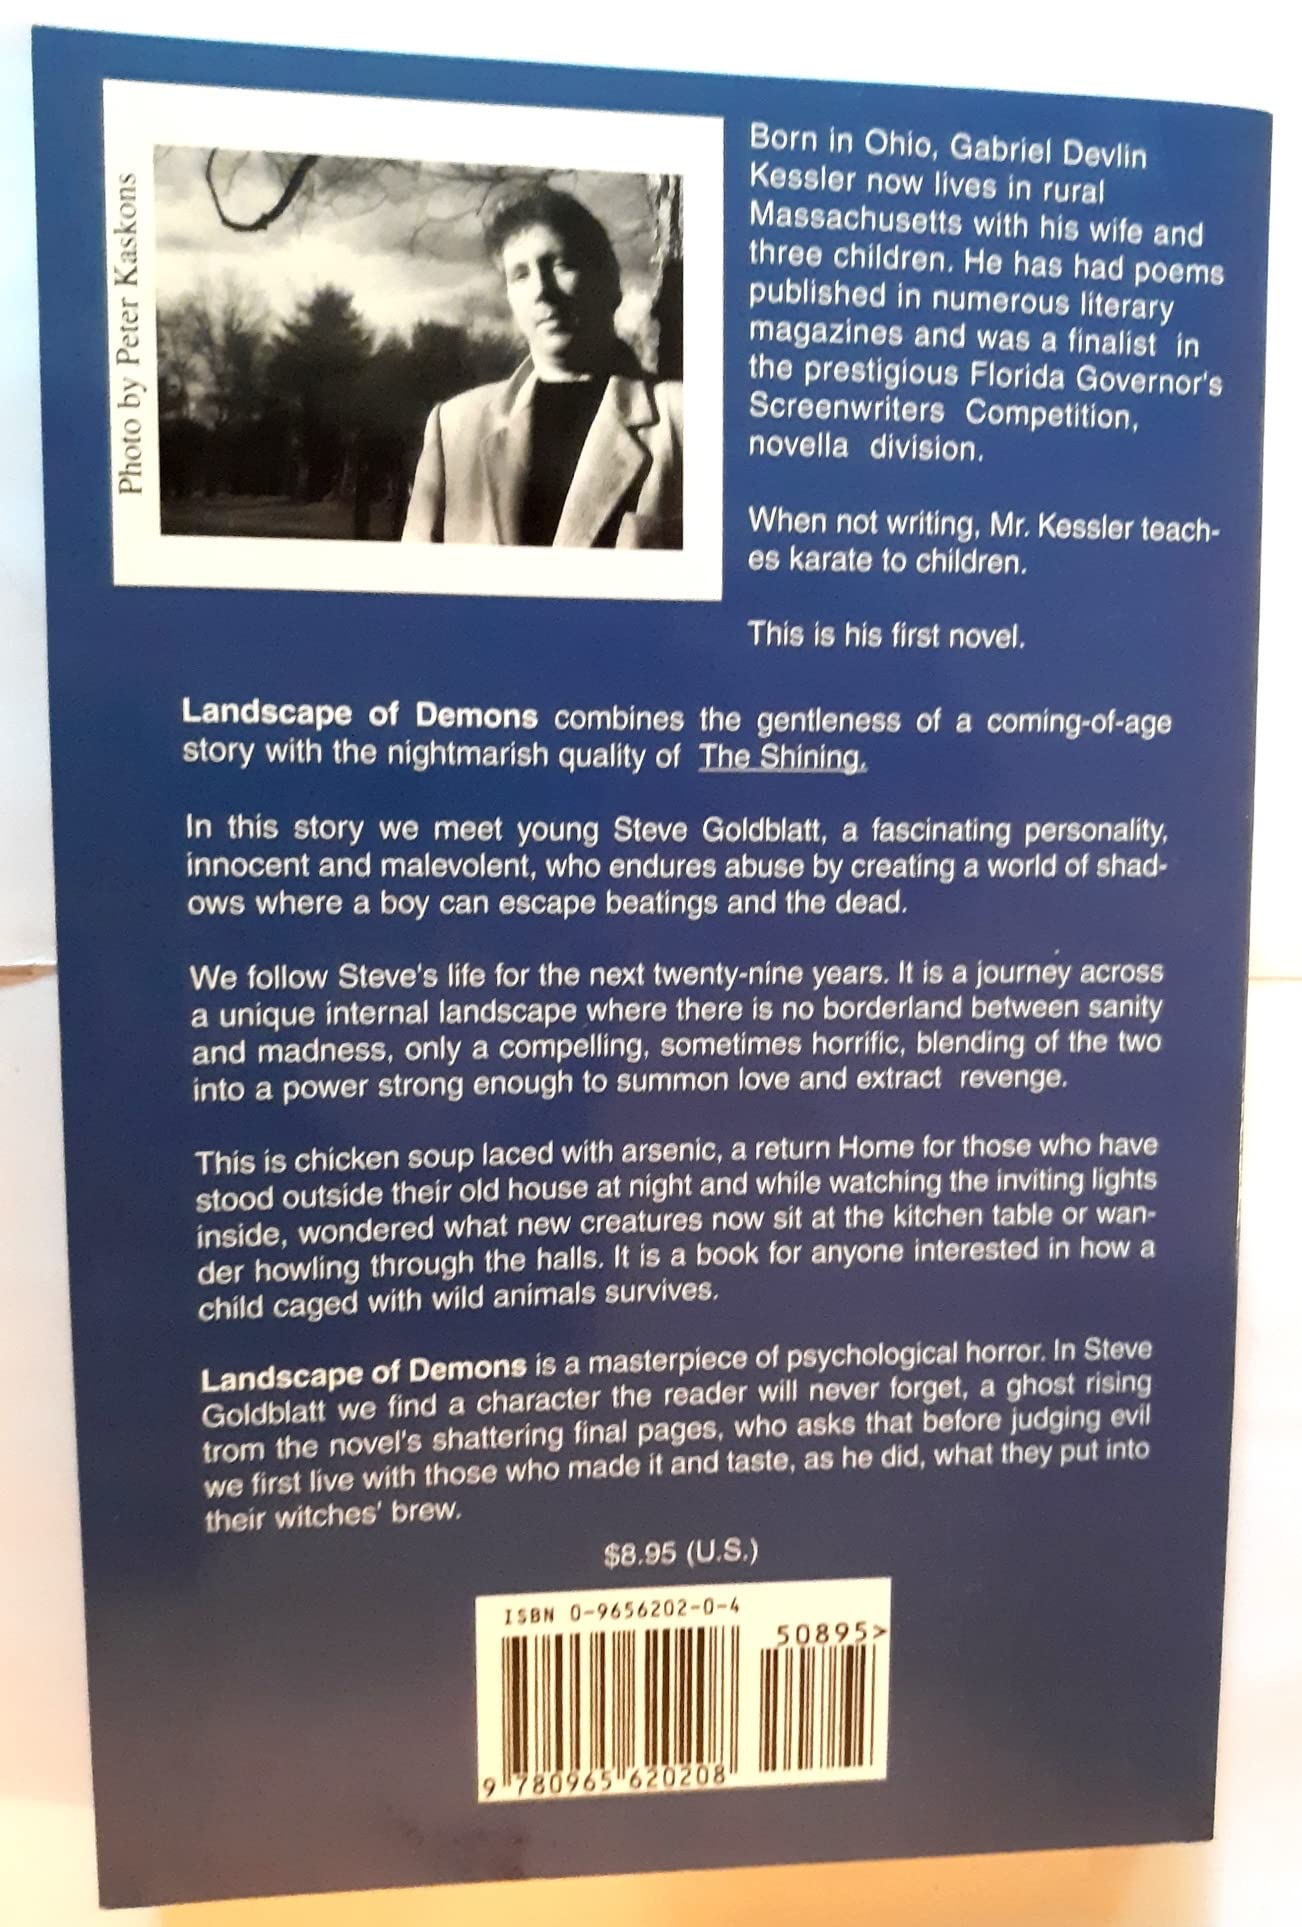 Photo by Peter Kaskons
Born in Ohio, Gabriel Devlin
Kessler now lives in rural
Massachusetts with his wife and
three children. He has had poems
published in numerous literary
magazines and was a finalist in
the prestigious Florida Governor's
Screenwriters Competition,
novella division.
When not writing, Mr. Kessler teach-
es karate to children.
This is his first novel.
Landscape of Demons combines the gentleness of a coming-of-age
story with the nightmarish quality of The Shining.
In this story we meet young Steve Goldblatt, a fascinating personality,
innocent and malevolent, who endures abuse by creating a world of shad-
ows where a boy can escape beatings and the dead.
We follow Steve's life for the next twenty-nine years. It is a journey across
a unique internal landscape where there is no borderland between sanity
and madness, only a compelling, sometimes horrific, blending of the two
into a power strong enough to summon love and extract revenge.
This is chicken soup laced with arsenic, a return Home for those who have
stood outside their old house at night and while watching the inviting lights
inside, wondered what new creatures now sit at the kitchen table or wan-
der howling through the halls. It is a book for anyone interested in how a
child caged with wild animals survives.
Landscape of Demons is a masterpiece of psychological horror. In Steve
Goldblatt we find a character the reader will never forget, a ghost rising
trom the novel's shattering final pages, who asks that before judging evil
we first live with those who made it and taste, as he did, what they put into
their witches' brew.
$8.95 (U.S.)
ISBN 0-9656202-0-4
50895>
9 780965 620208